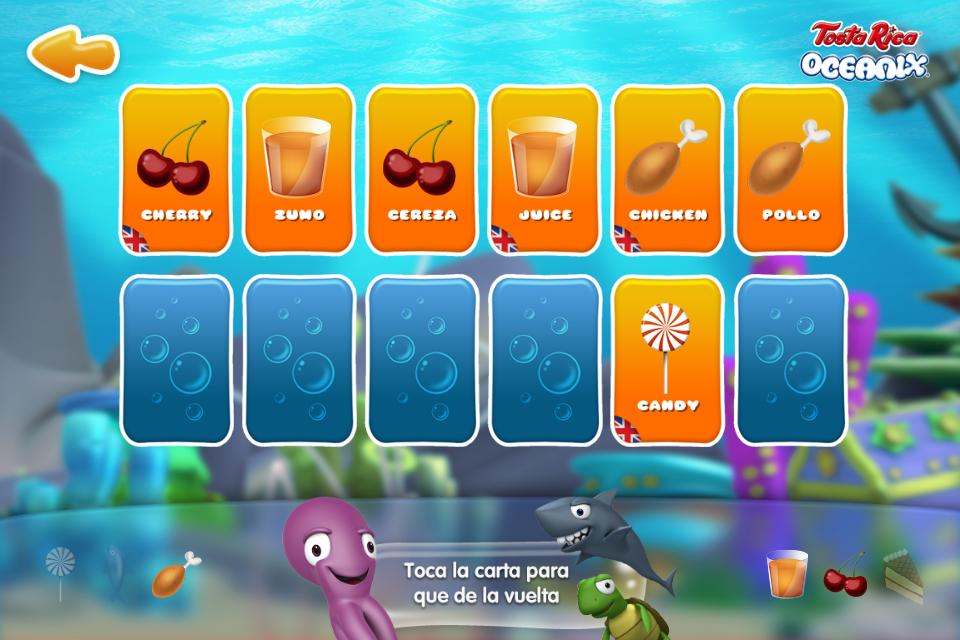 Tosta Rica
OCEANIX
CHERRY
ZUMO
CEREZA
JUICE
CHICKEN
POLLO
CANDY
Toca la carta para
que de la vuelta